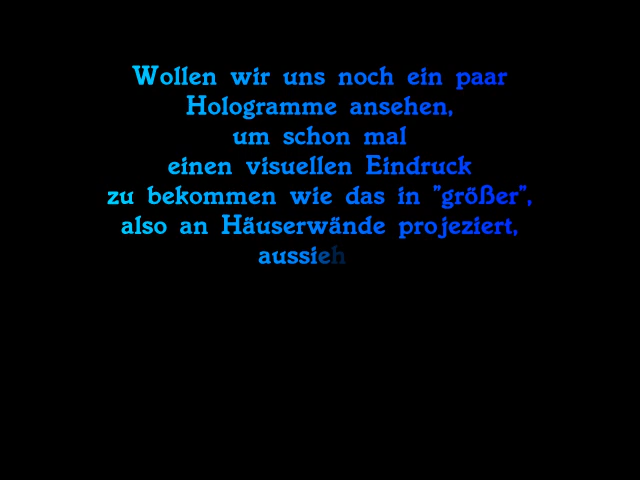 Wollen wir uns noch ein paar
Hologramme ansehen,
um schon mal
einen visuellen Eindruck
zu bekommen wie das in "größer",
also an Häuserwände projeziert,
aussieh